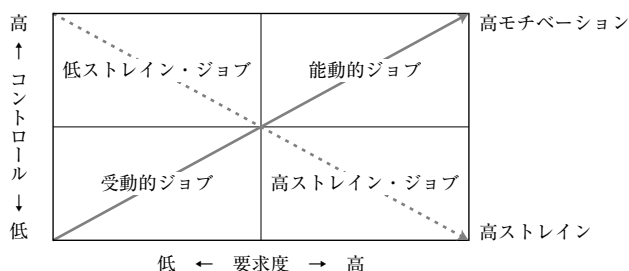 高 高モチベーション
↑
コントロール
↓
低
低ストレイン・ジョブ 能動的ジョブ
受動的ジョブ 高ストレイン・ジョブ
高ストレイン
低 ← 要求度 → 高